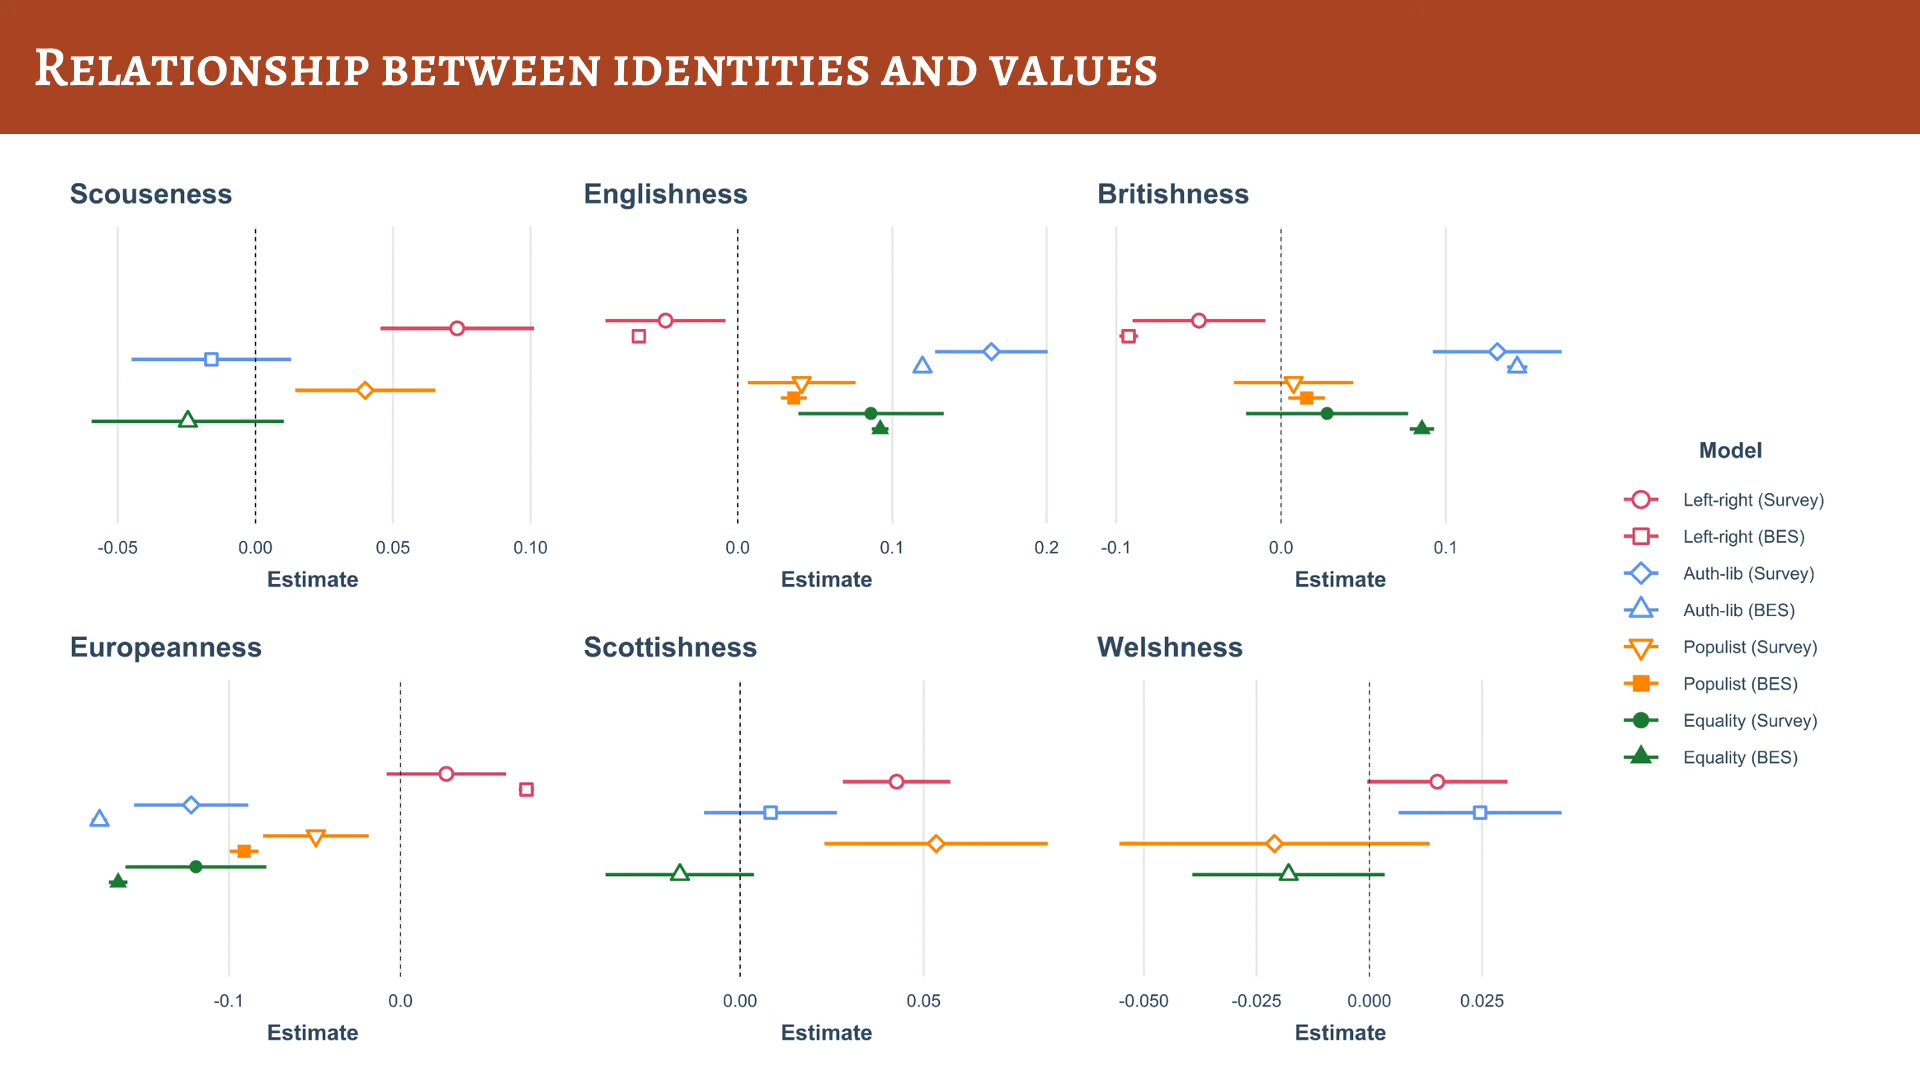 Relationship between identities and values
Scouseness
Englishness
Britishness
-0.05 0.00 0.05 0.10
0.0 0.1 0.2
-0.1 0.0 0.1
Estimate
Estimate
Estimate
Europeanness
Scottishness
Welshness
-0.1 0.0
0.00 0.05
-0.050 -0.025 0.000 0.025
Estimate
Estimate
Estimate
Model
Left-right (Survey)
Left-right (BES)
Auth-lib (Survey)
Auth-lib (BES)
Populist (Survey)
Populist (BES)
Equality (Survey)
Equality (BES)